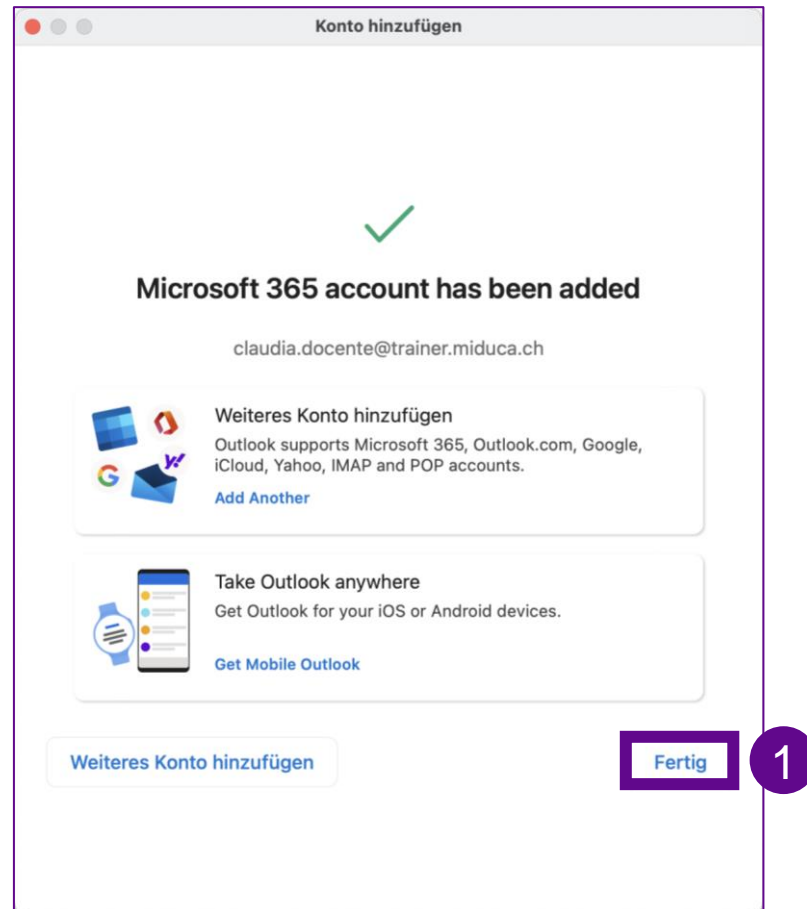 Konto hinzufügen
Microsoft 365 account has been added
claudia.docente@trainer.miduca.ch
Weiteres Konto hinzufügen
Outlook supports Microsoft 365, Outlook.com, Google,
iCloud, Yahoo, IMAP and POP accounts.
Add Another
Take Outlook anywhere
Get Outlook for your iOS or Android devices.
Get Mobile Outlook
Weiteres Konto hinzufügen
Fertig
1